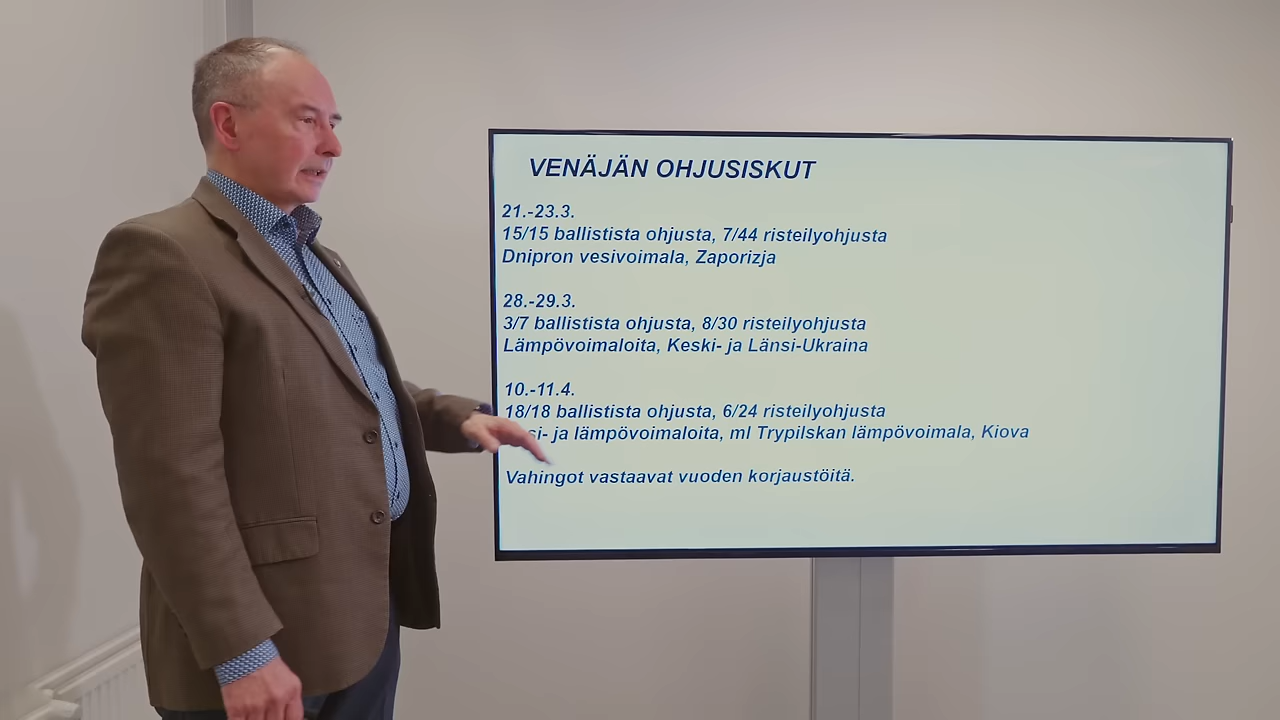 VENÄJÄN OHJUSISKUT
21.-23.3.
15/15 ballistista ohjusta, 7/44 risteilyohjusta
Dnipron vesivoimala, Zaporizja
28.-29.3.
3/7 ballistista ohjusta, 8/30 risteilyohjusta
Lämpövoimaloita, Keski- ja Länsi-Ukraina
10.-11.4.
18/18 ballistista ohjusta, 6/24 risteilyohjusta
ja lämpövoimaloita, ml Trypilskan lämpövoimala, Kiova
Vahingot vastaavat vuoden korjaustöitä.